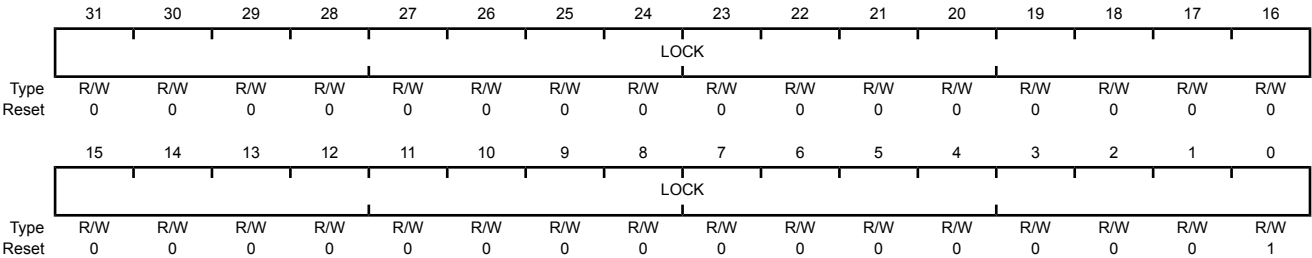 31 30 29 28 27 26 25 24 23 22 21 20 19 18 17 16
LOCK
Type R/W R/W R/W R/W R/W R/W R/W R/W R/W R/W R/W R/W R/W R/W R/W R/W
Reset 0 0 0 0 0 0 0 0 0 0 0 0 0 0 0 0
15 14 13 12 11 10 9 8 7 6 5 4 3 2 1 0
LOCK
Type R/W R/W R/W R/W R/W R/W R/W R/W R/W R/W R/W R/W R/W R/W R/W R/W
Reset 0 0 0 0 0 0 0 0 0 0 0 0 0 0 0 1